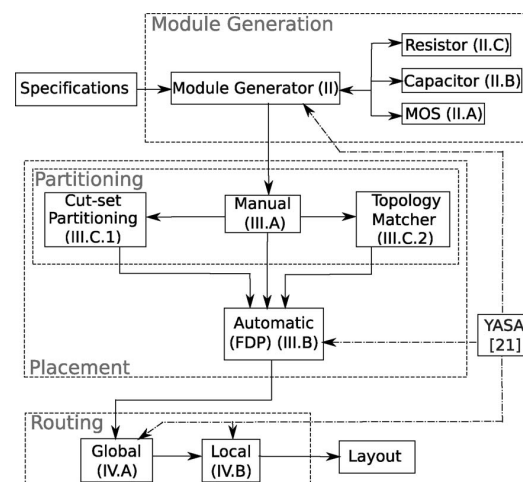 Module Generation
Resistor (II.C)
Specifications
Module Generator (II)
Capacitor (II.B)
MOS (II.A)
Partitioning
Cut-set
Partitioning
(III.C.1)
Manual
(III.A)
Topology
Matcher
(III.C.2)
Automatic
(FDP) (III.B)
YASA
[21]
Placement
Routing
Global
(IV.A)
Local
(IV.B)
Layout